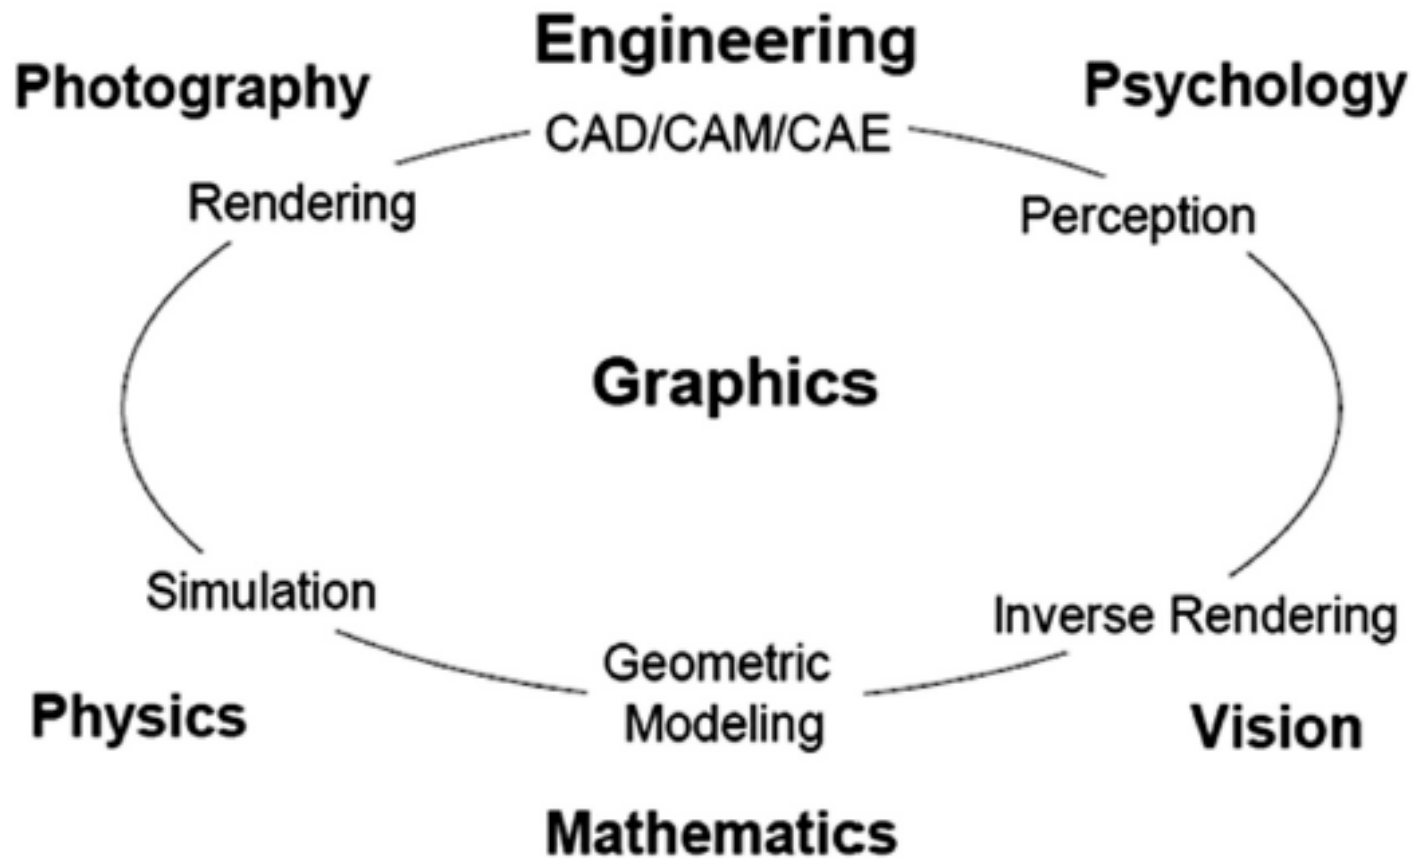 Engineering
Photography
Psychology
CAD/CAM/CAE
Rendering
Perception
Graphics
Simulation
Inverse Rendering
Geometric
Modeling
Physics
Vision
Mathematics